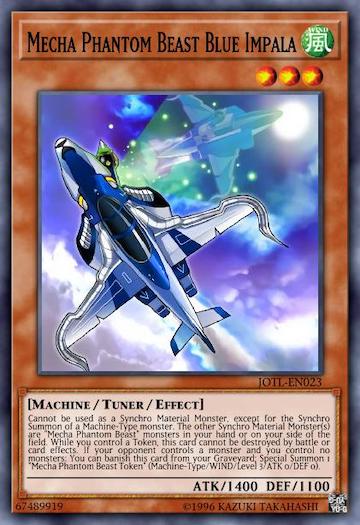 MECHA PHANTOM BEAST BLUE IMPALA
WIND
風
JOTL-EN023
[MACHINE / TUNER / EFFECT]
Cannot be used as a Synchro Material Monster, except for the Synchro
Summon of a Machine-Type monster. The other Synchro Material Monster(s)
are "Mecha Phantom Beast" monsters in your hand or on your side of
the field. While you control a Token, this card cannot be destroyed by battle
or card effects. If your opponent controls a monster and you control no
monsters: You can banish this card from your Graveyard; Special Summon 1
"Mecha Phantom Beast Token" (Machine-Type/WIND/Level 3/ATK 0/DEF 0).
ATK/1400 DEF/1100
67489919
©1996 KAZUKI TAKAHASHI